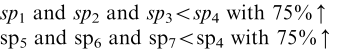 sp₁ and sp₂ and sp₃<sp₄ with 75%↑
sp₅ and sp₆ and sp₇<sp₄ with 75%↑